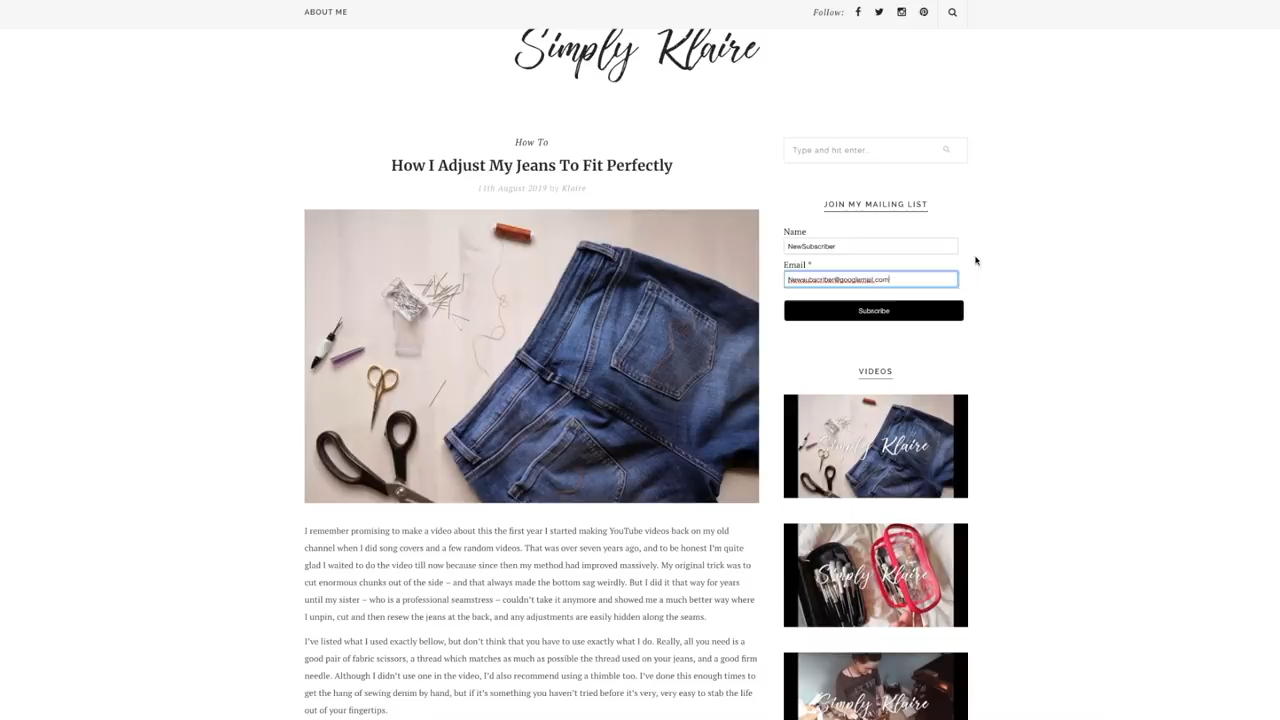 ABOUT ME
Follow:
Simply Klaire
How To
How I Adjust My Jeans To Fit Perfectly
11th August 2019 by Klaire
I remember promising to make a video about this the first year I started making YouTube videos back on my old
channel when I did song covers and a few random videos. That was over seven years ago, and to be honest I'm quite
glad I waited to do the video till now because since then my method had improved massively. My original trick was to
cut enormous chunks out of the side – and that always made the bottom sag weirdly. But I did it that way for years
until my sister – who is a professional seamstress – couldn't take it anymore and showed me a much better way where
I unpin, cut and then resew the jeans at the back, and any adjustments are easily hidden along the seams.
I've listed what I used exactly bellow, but don't think that you have to use exactly what I do. Really, all you need is a
good pair of fabric scissors, a thread which matches as much as possible the thread used on your jeans, and a good firm
needle. Although I didn't use one in the video, I'd also recommend using a thimble too. I've done this enough times to
get the hang of sewing denim by hand, but if it's something you haven't tried before it's very, very easy to stab the life
out of your fingertips.
Type and hit enter..
JOIN MY MAILING LIST
Name
NewSubscriber
Email *
Newsubscriber@googlemail.com
Subscribe
VIDEOS
Simply Klaire
Simply Klaire
Simply Klaire